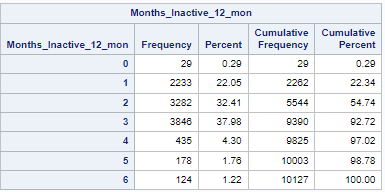 Months_Inactive_12_mon
Months_Inactive_12_mon Frequency Percent Cumulative Frequency Cumulative Percent
0 29 0.29 29 0.29
1 2233 22.05 2262 22.34
2 3282 32.41 5544 54.74
3 3846 37.98 9390 92.72
4 435 4.30 9825 97.02
5 178 1.76 10003 98.78
6 124 1.22 10127 100.00